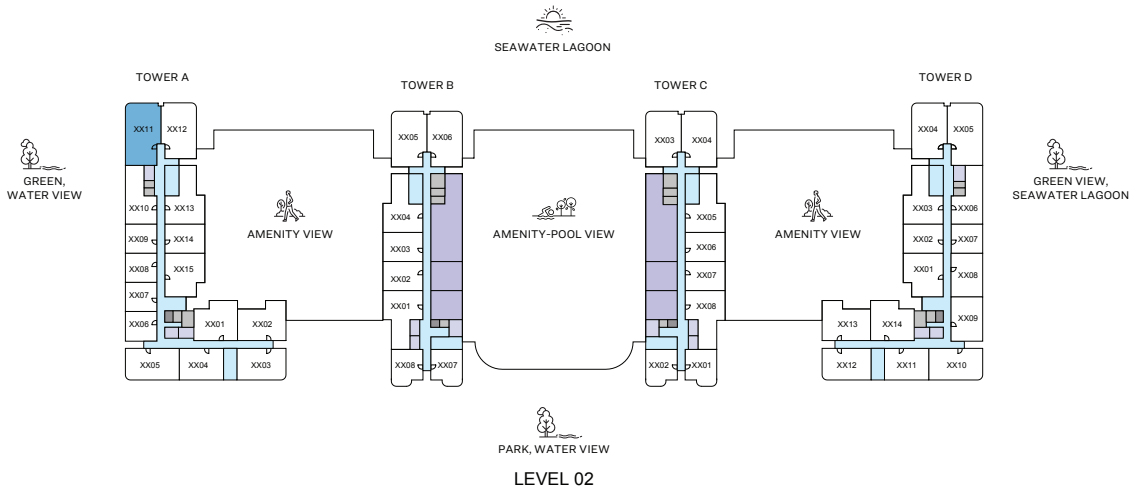 SEAWATER LAGOON
TOWER A
TOWER B
TOWER C
TOWER D
XX11
XX12
XX05
XX06
XX03
XX04
XX04
XX05
GREEN,
WATER VIEW
GREEN VIEW,
SEAWATER LAGOON
XX10
XX13
XX04
XX05
XX03
XX06
AMENITY VIEW
AMENITY-POOL VIEW
AMENITY VIEW
XX09
XX14
XX03
XX06
XX02
XX07
XX08
XX15
XX02
XX07
XX01
XX08
XX07
XX01
XX08
XX06
XX01
XX02
XX13
XX14
XX09
XX05
XX04
XX03
XX08
XX07
XX02
XX01
XX12
XX11
XX10
PARK, WATER VIEW
LEVEL 02